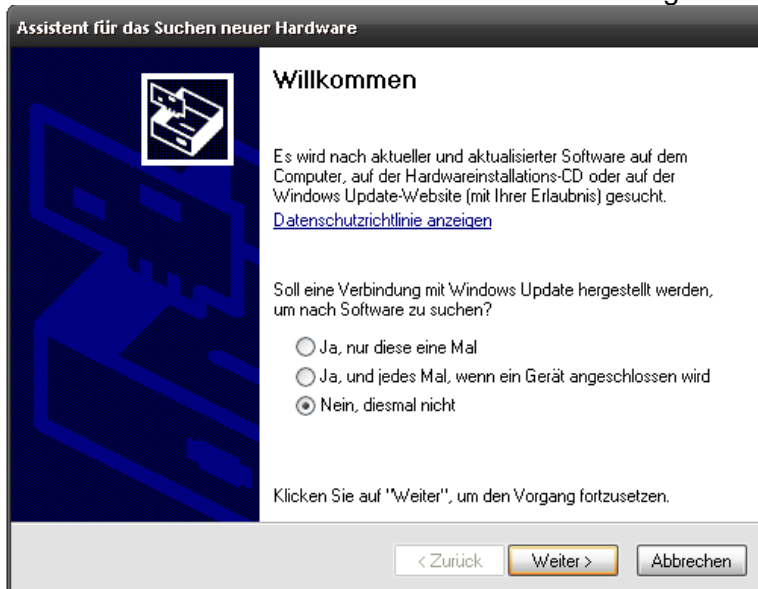 Assistent für das Suchen neuer Hardware
Willkommen
Es wird nach aktueller und aktualisierter Software auf dem
Computer, auf der Hardwareinstallations-CD oder auf der
Windows Update-Website (mit Ihrer Erlaubnis) gesucht.
Datenschutzrichtlinie anzeigen
Soll eine Verbindung mit Windows Update hergestellt werden,
um nach Software zu suchen?
Ja, nur diese eine Mal
Ja, und jedes Mal, wenn ein Gerät angeschlossen wird
Nein, diesmal nicht
Klicken Sie auf "Weiter", um den Vorgang fortzusetzen.
< Zurück Weiter > Abbrechen